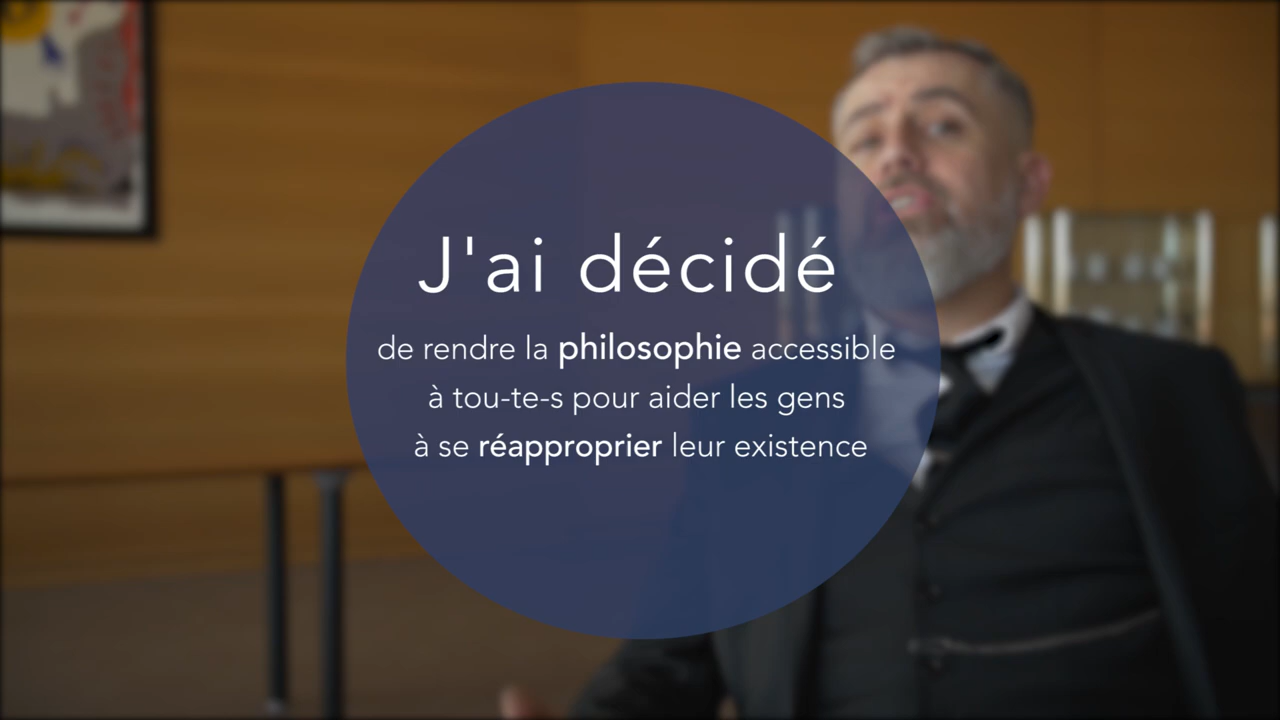 J'ai décidé
de rendre la philosophie accessible
à tou-te-s pour aider les gens
à se réapproprier leur existence